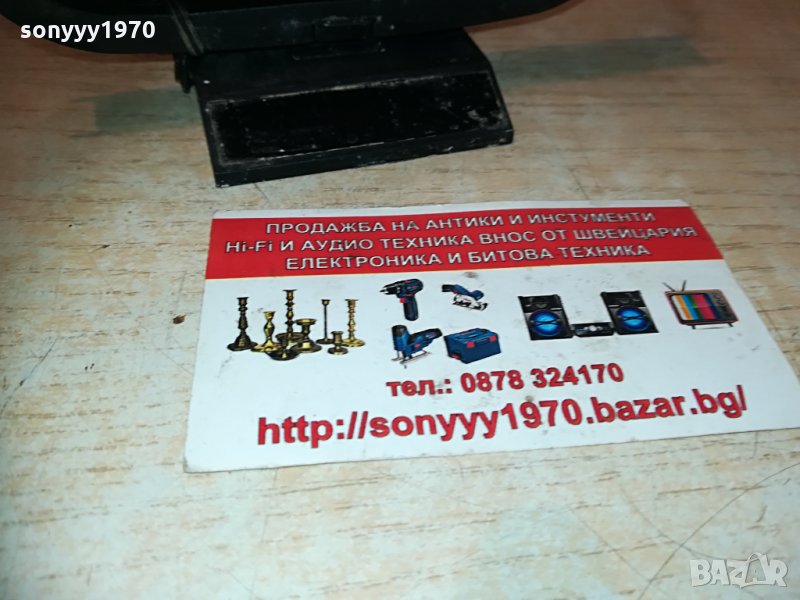 sonyyy1970
ПРОДАЖБА НА АНТИКИ И ИНСТУМЕНТИ
Hi-Fi И АУДИО ТЕХНИКА ВНОС ОТ ШВЕЙЦАРИЯ
ЕЛЕКТРОНИКА И БИТОВА ТЕХНИКА
тел.: 0878 324170
http://sonyyy1970.bazar.bg/
BAZAR